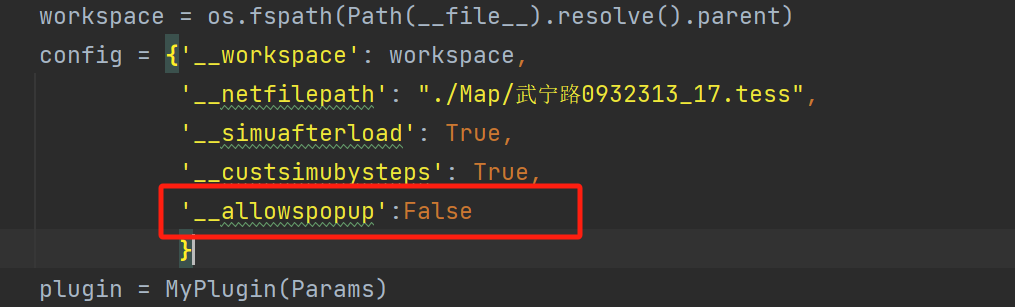 workspace = os.fspath(Path(__file__).resolve().parent)
config = {'__workspace': workspace,
'__netfilepath': "./Map/武宁路0932313_17.tess",
'__simuafterload': True,
'__custsimubysteps': True,
'__allowspopup':False
}
plugin = MyPlugin(Params)